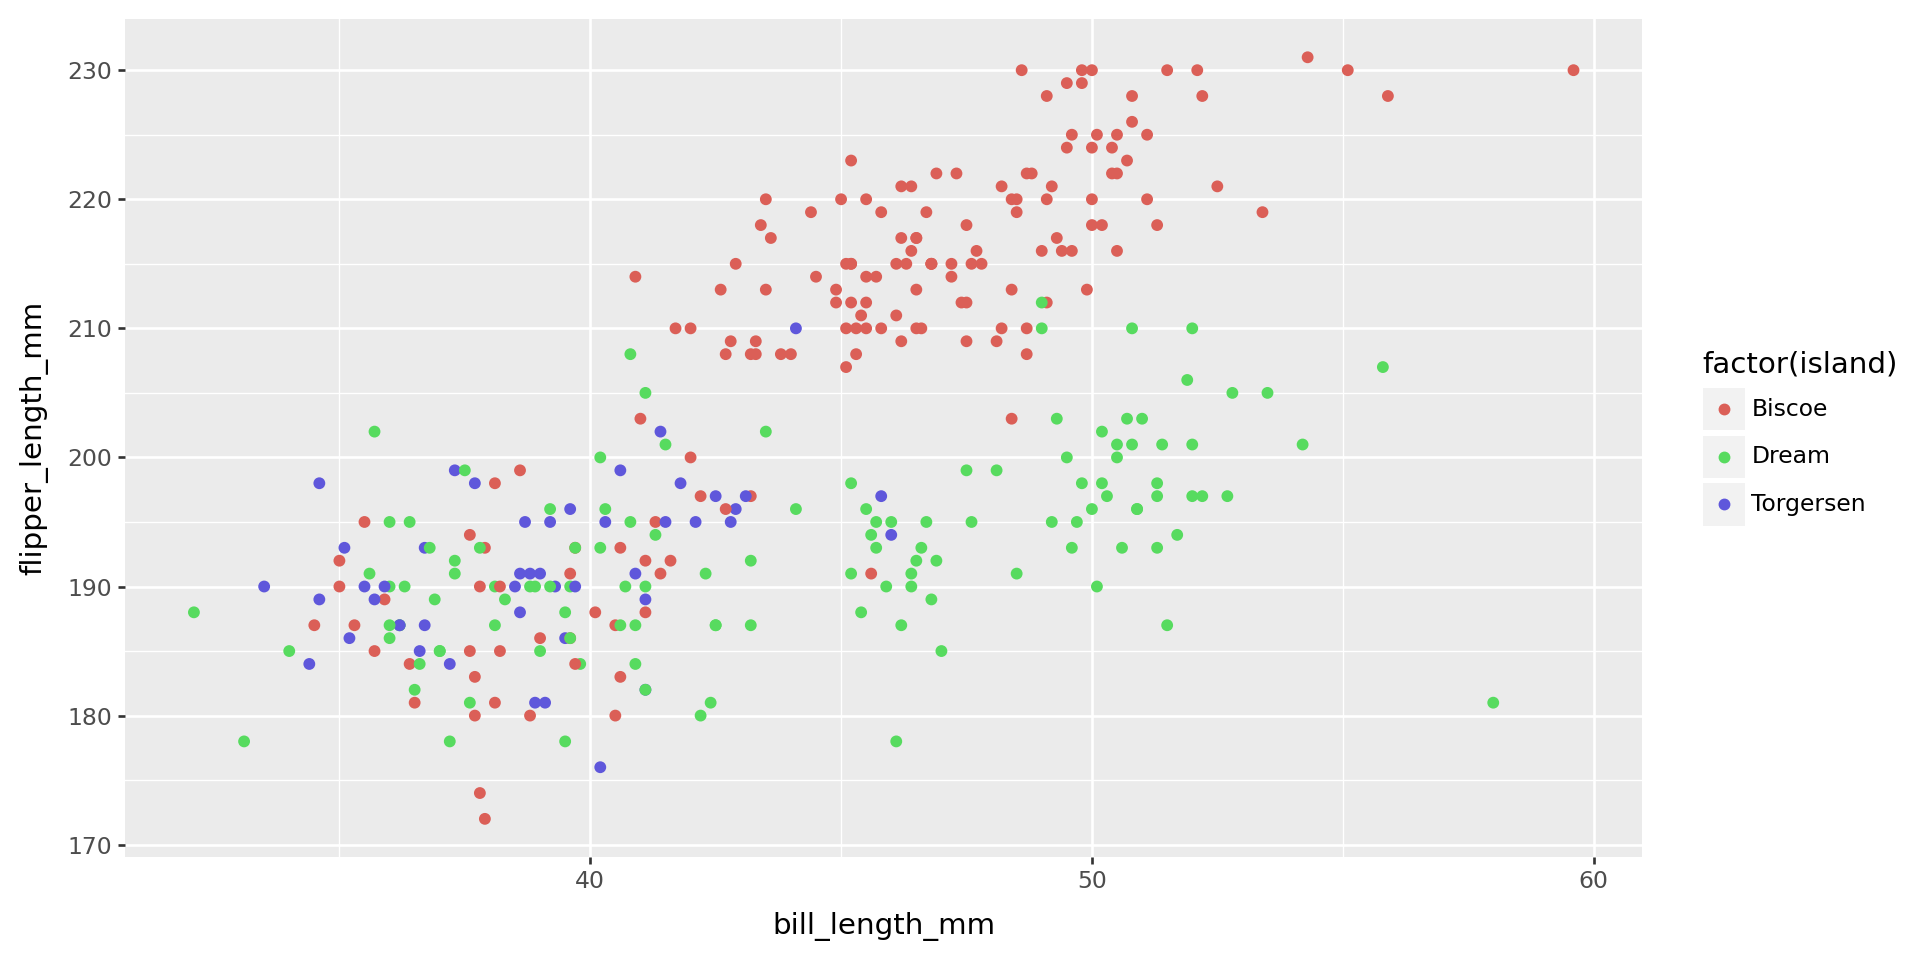 230
220
210
200
190
180
170
flipper_length_mm
40
50
60
bill_length_mm
factor(island)
Biscoe
Dream
Torgersen